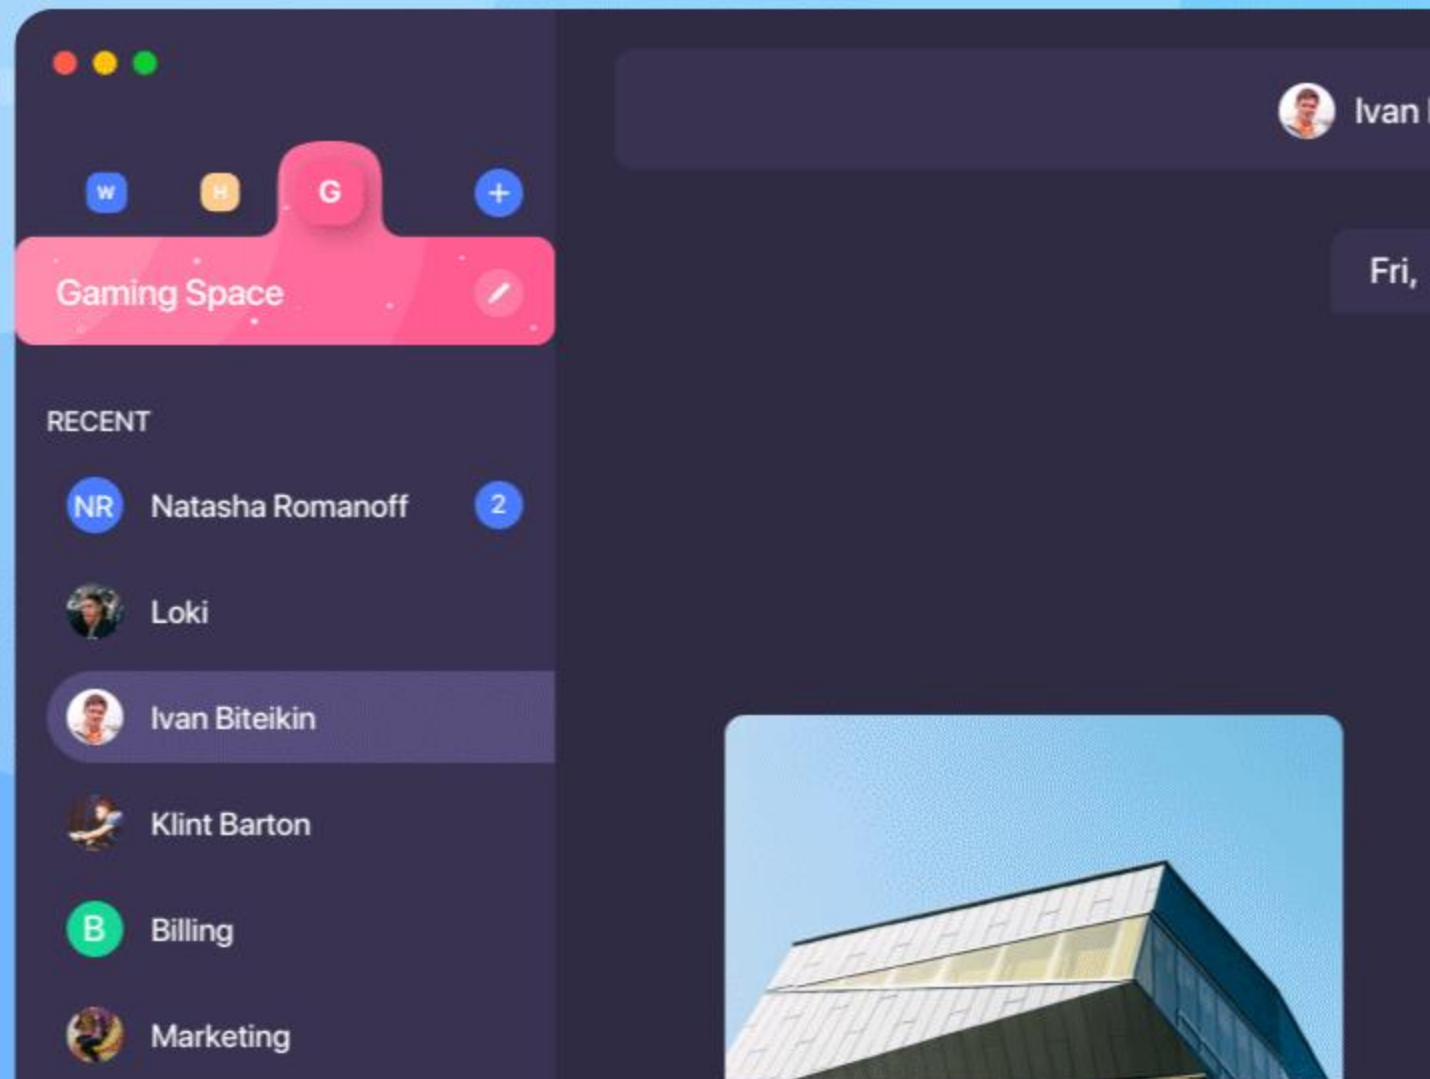 W H G
Gaming Space
RECENT
NR Natasha Romanoff 2
Loki
Ivan Biteikin
Klint Barton
B Billing
Marketing
Ivan
Fri,